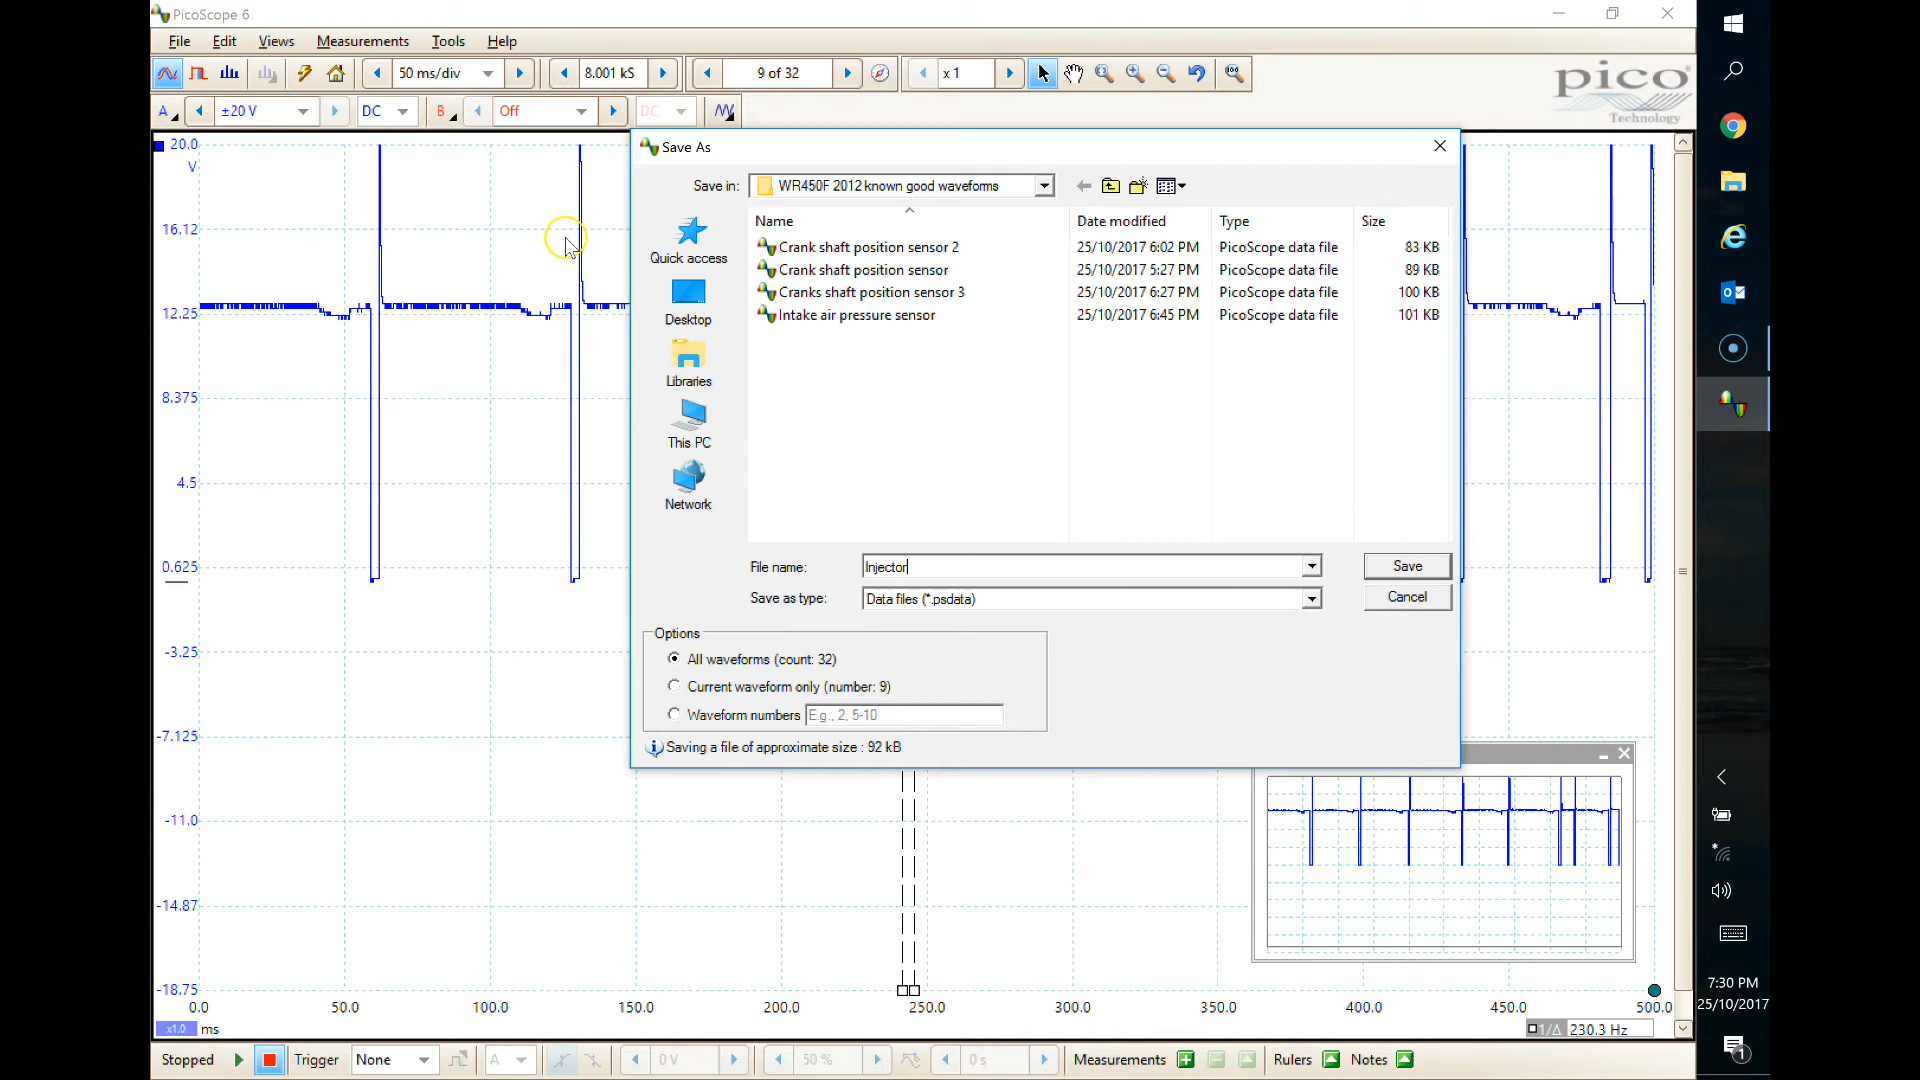 PicoScope 6
File Edit Views Measurements Tools Help
50 ms/div 8.001 kS 9 of 32 x 1
pico
Technology
A ±20 V DC B Off DC
20.0
V
16.12
12.25
8.375
4.5
0.625
-3.25
-7.125
-11.0
-14.87
-18.75
0.0 50.0 100.0 150.0 200.0 250.0 300.0 350.0 400.0 450.0 500.0
x1.0 ms
1/Δ 230.3 Hz
Save As
Save in: WR450F 2012 known good waveforms
Name Date modified Type Size
Crank shaft position sensor 2 25/10/2017 6:02 PM PicoScope data file 83 KB
Crank shaft position sensor 25/10/2017 5:27 PM PicoScope data file 89 KB
Cranks shaft position sensor 3 25/10/2017 6:27 PM PicoScope data file 100 KB
Intake air pressure sensor 25/10/2017 6:45 PM PicoScope data file 101 KB
Quick access
Desktop
Libraries
This PC
Network
File name: Injector Save
Save as type: Data files (*.psdata) Cancel
Options
All waveforms (count: 32)
Current waveform only (number: 9)
Waveform numbers E.g., 2, 5-10
Saving a file of approximate size : 92 kB
Stopped Trigger None A 0 V 50 % 0 s Measurements Rulers Notes
7:30 PM
25/10/2017
1